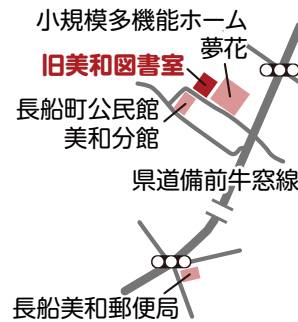 小規模多機能ホーム
夢花
旧美和図書室
長船町公民館
美和分館
県道備前牛窓線
長船美和郵便局